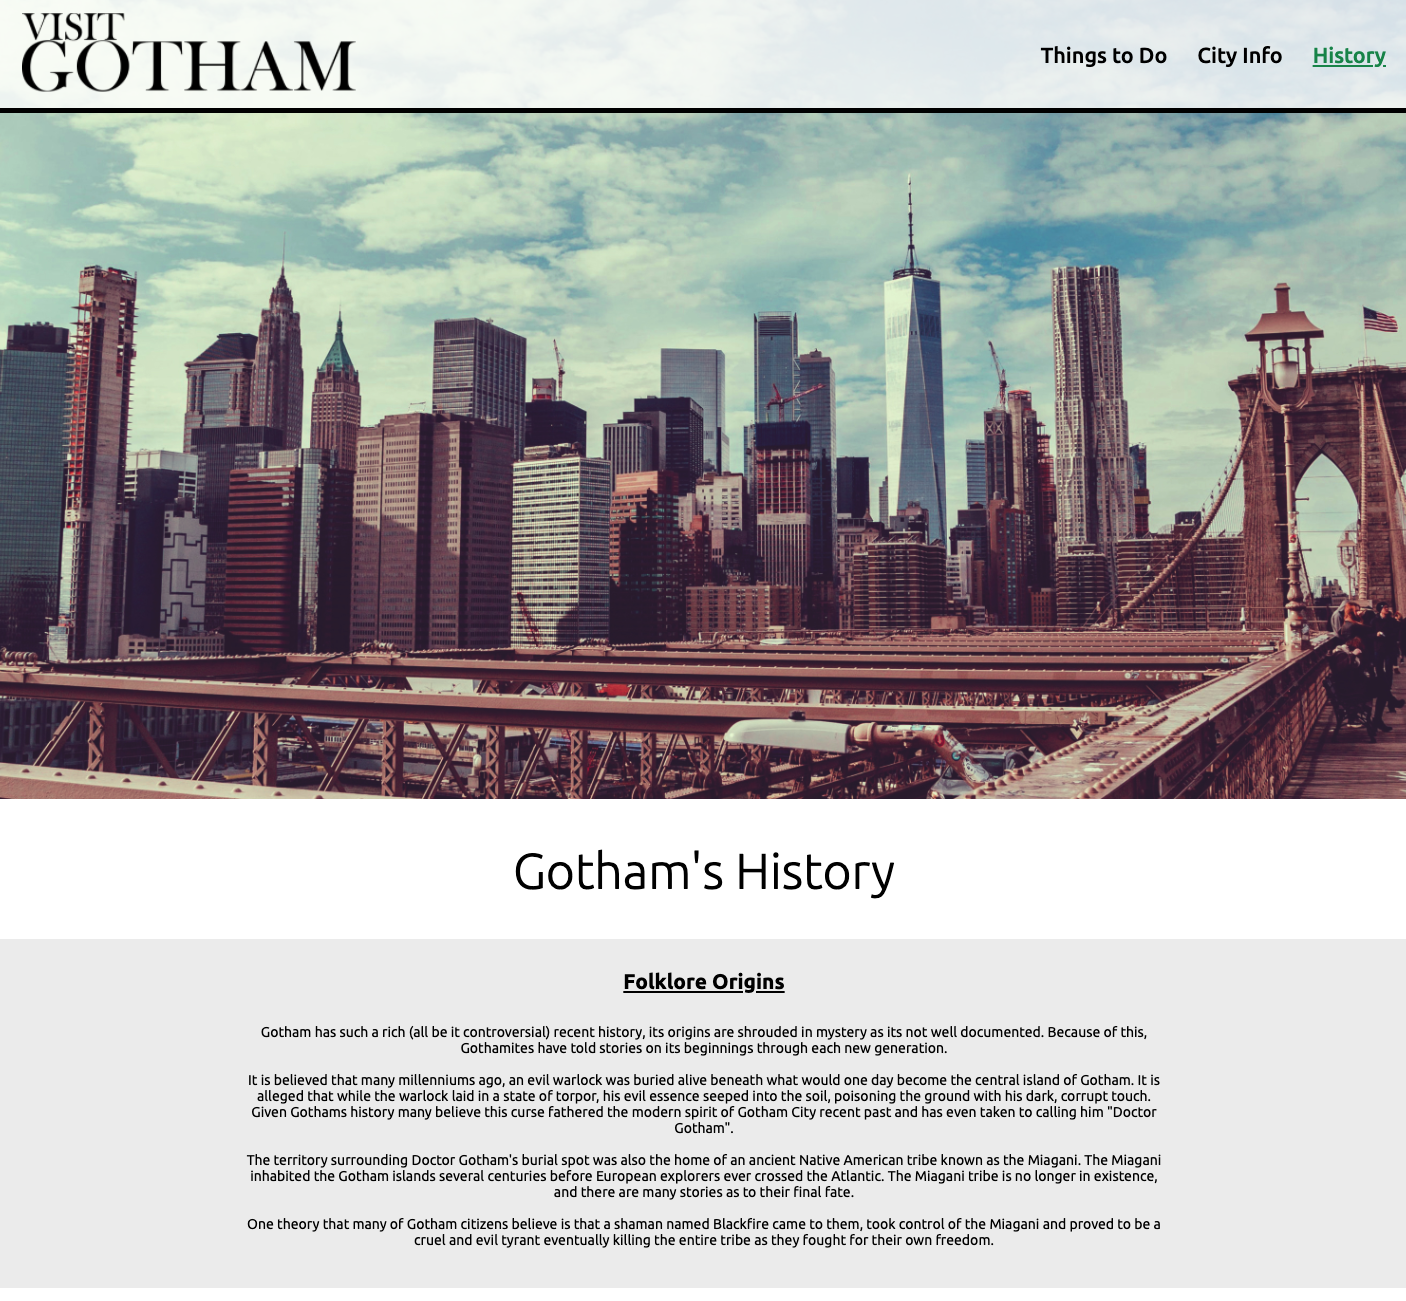 VISIT
GOTHAM
Things to Do City Info History
Gotham's History
Folklore Origins
Gotham has such a rich (all be it controversial) recent history, its origins are shrouded in mystery as its not well documented. Because of this,
Gothamites have told stories on its beginnings through each new generation.
It is believed that many millenniums ago, an evil warlock was buried alive beneath what would one day become the central island of Gotham. It is
alleged that while the warlock laid in a state of torpor, his evil essence seeped into the soil, poisoning the ground with his dark, corrupt touch.
Given Gothams history many believe this curse fathered the modern spirit of Gotham City recent past and has even taken to calling him "Doctor
Gotham".
The territory surrounding Doctor Gotham's burial spot was also the home of an ancient Native American tribe known as the Miagani. The Miagani
inhabited the Gotham islands several centuries before European explorers ever crossed the Atlantic. The Miagani tribe is no longer in existence,
and there are many stories as to their final fate.
One theory that many of Gotham citizens believe is that a shaman named Blackfire came to them, took control of the Miagani and proved to be a
cruel and evil tyrant eventually killing the entire tribe as they fought for their own freedom.